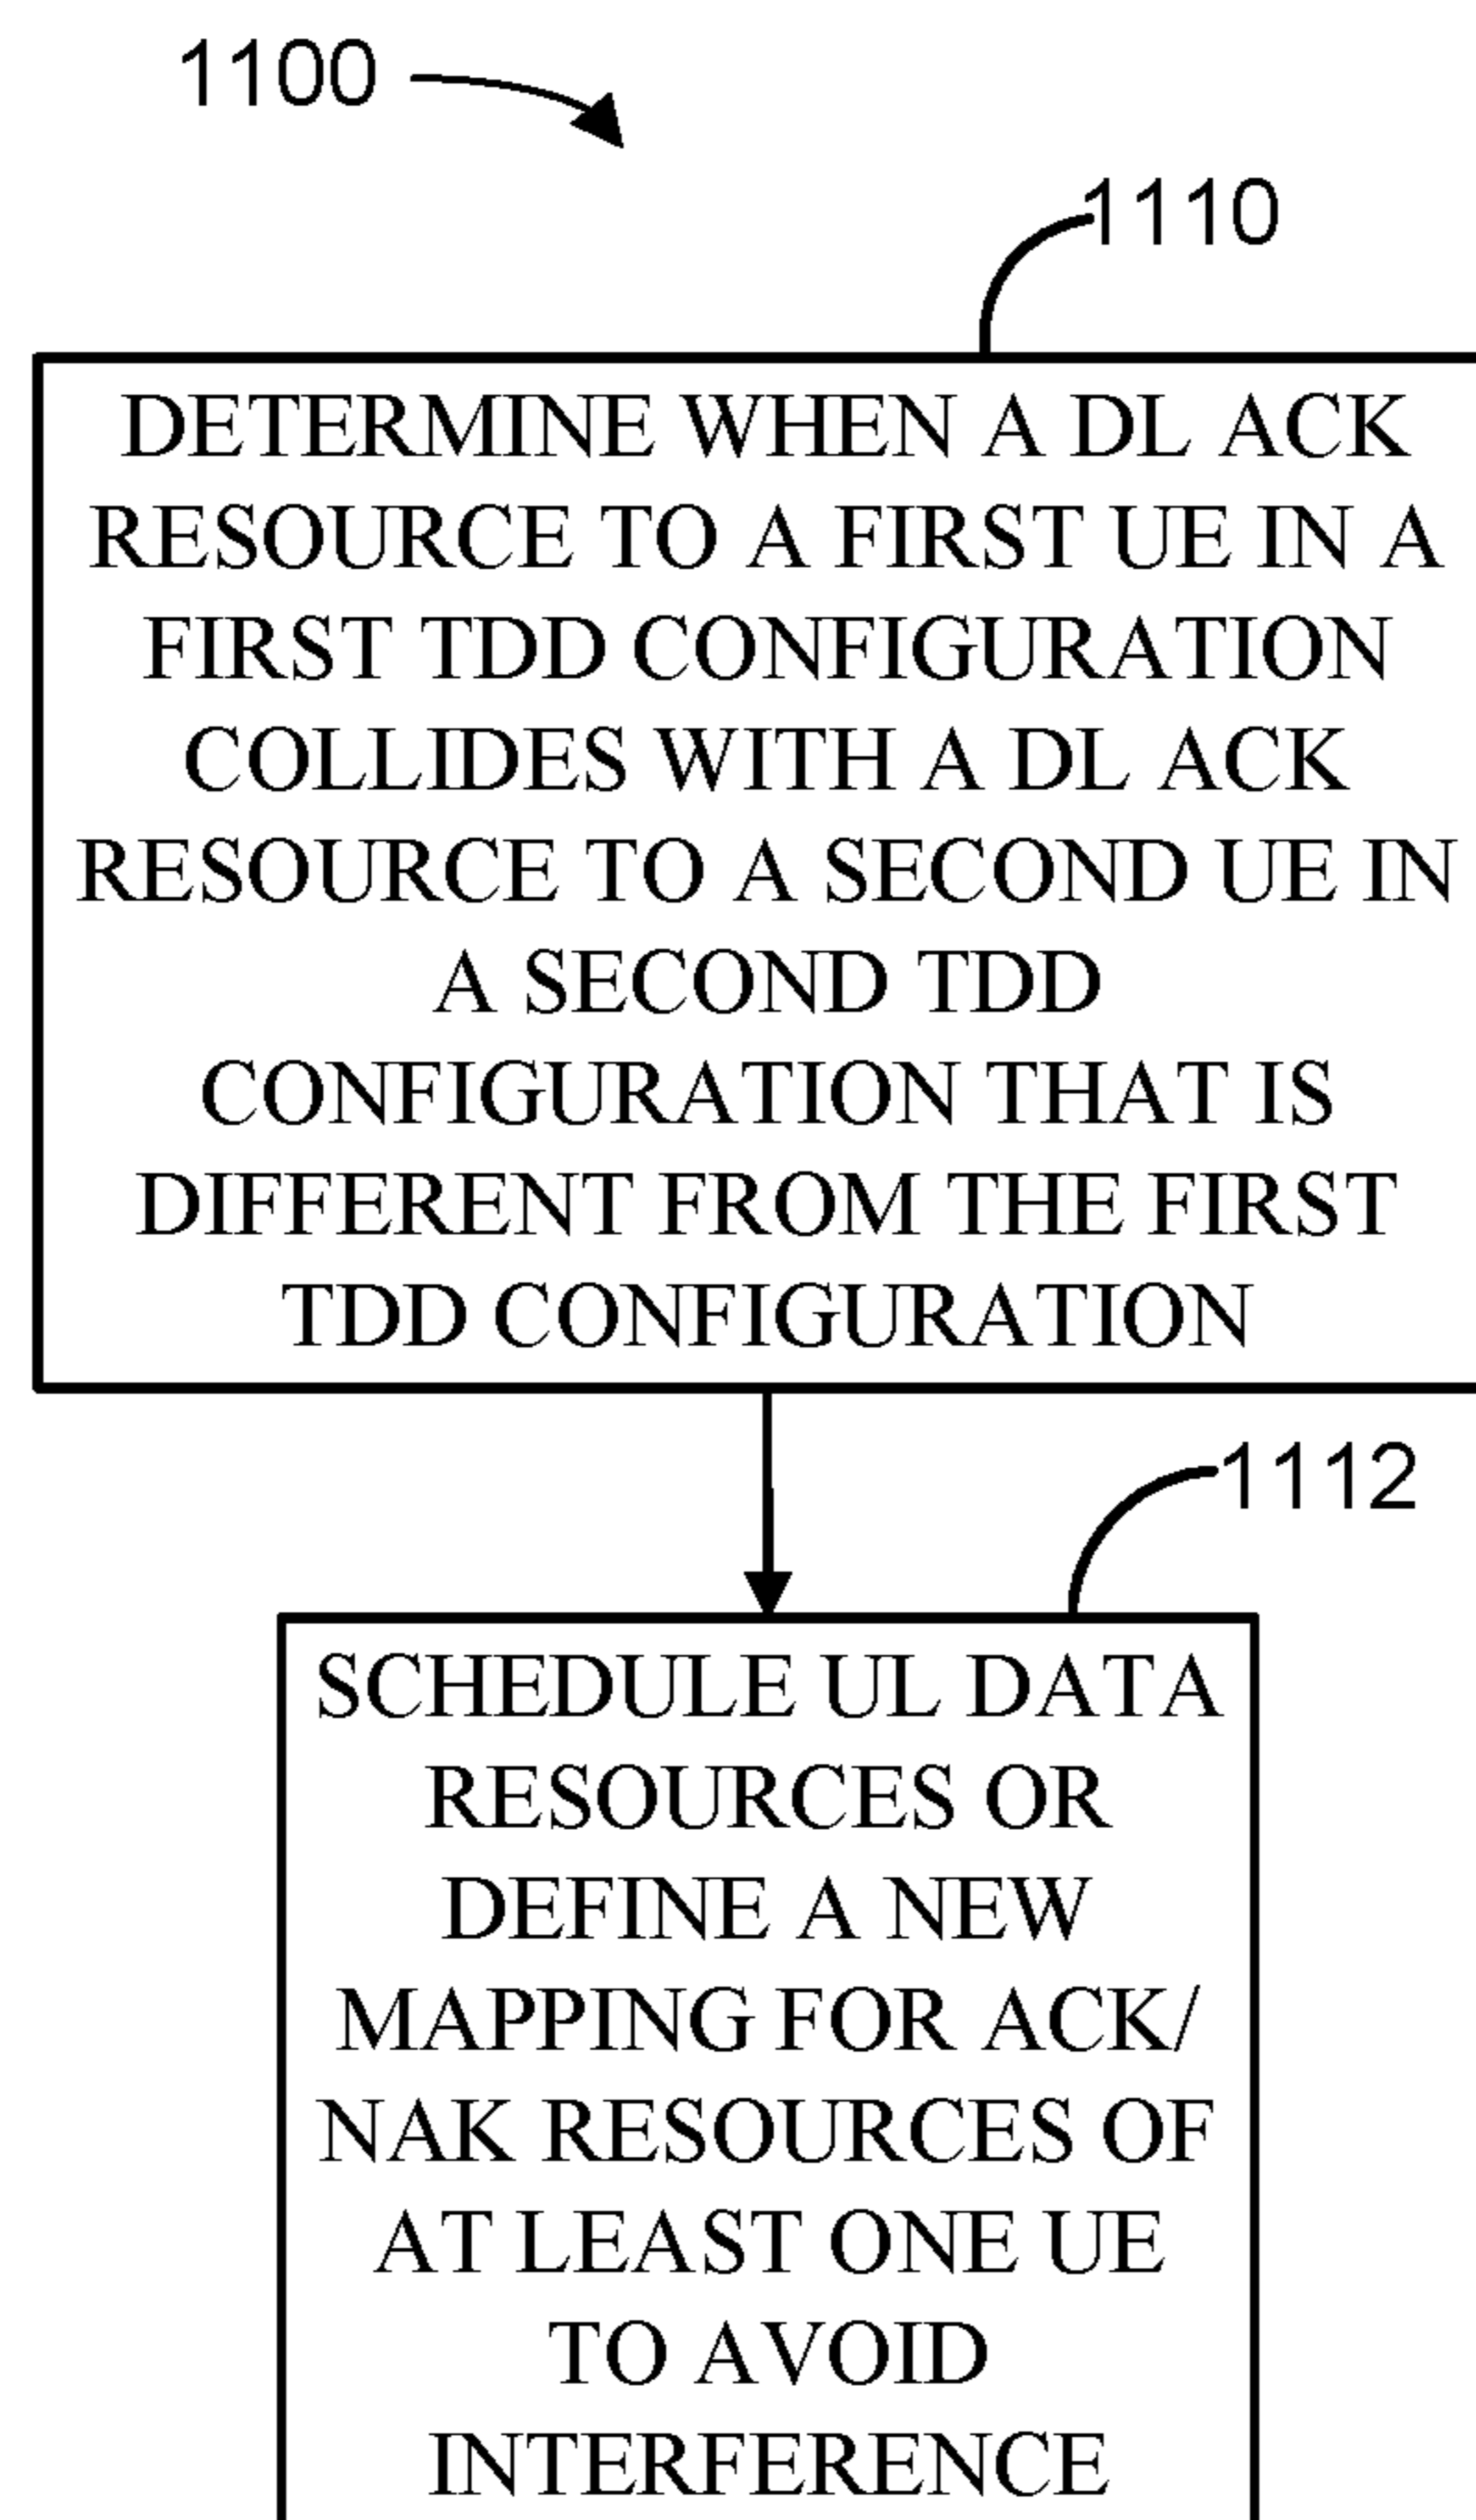 1100
1110
DETERMINE WHEN A DL ACK
RESOURCE TO A FIRST UE IN A
FIRST TDD CONFIGURATION
COLLIDES WITH A DL ACK
RESOURCE TO A SECOND UE IN
A SECOND TDD
CONFIGURATION THAT IS
DIFFERENT FROM THE FIRST
TDD CONFIGURATION
1112
SCHEDULE UL DATA
RESOURCES OR
DEFINE A NEW
MAPPING FOR ACK/
NAK RESOURCES OF
AT LEAST ONE UE
TO AVOID
INTERFERENCE